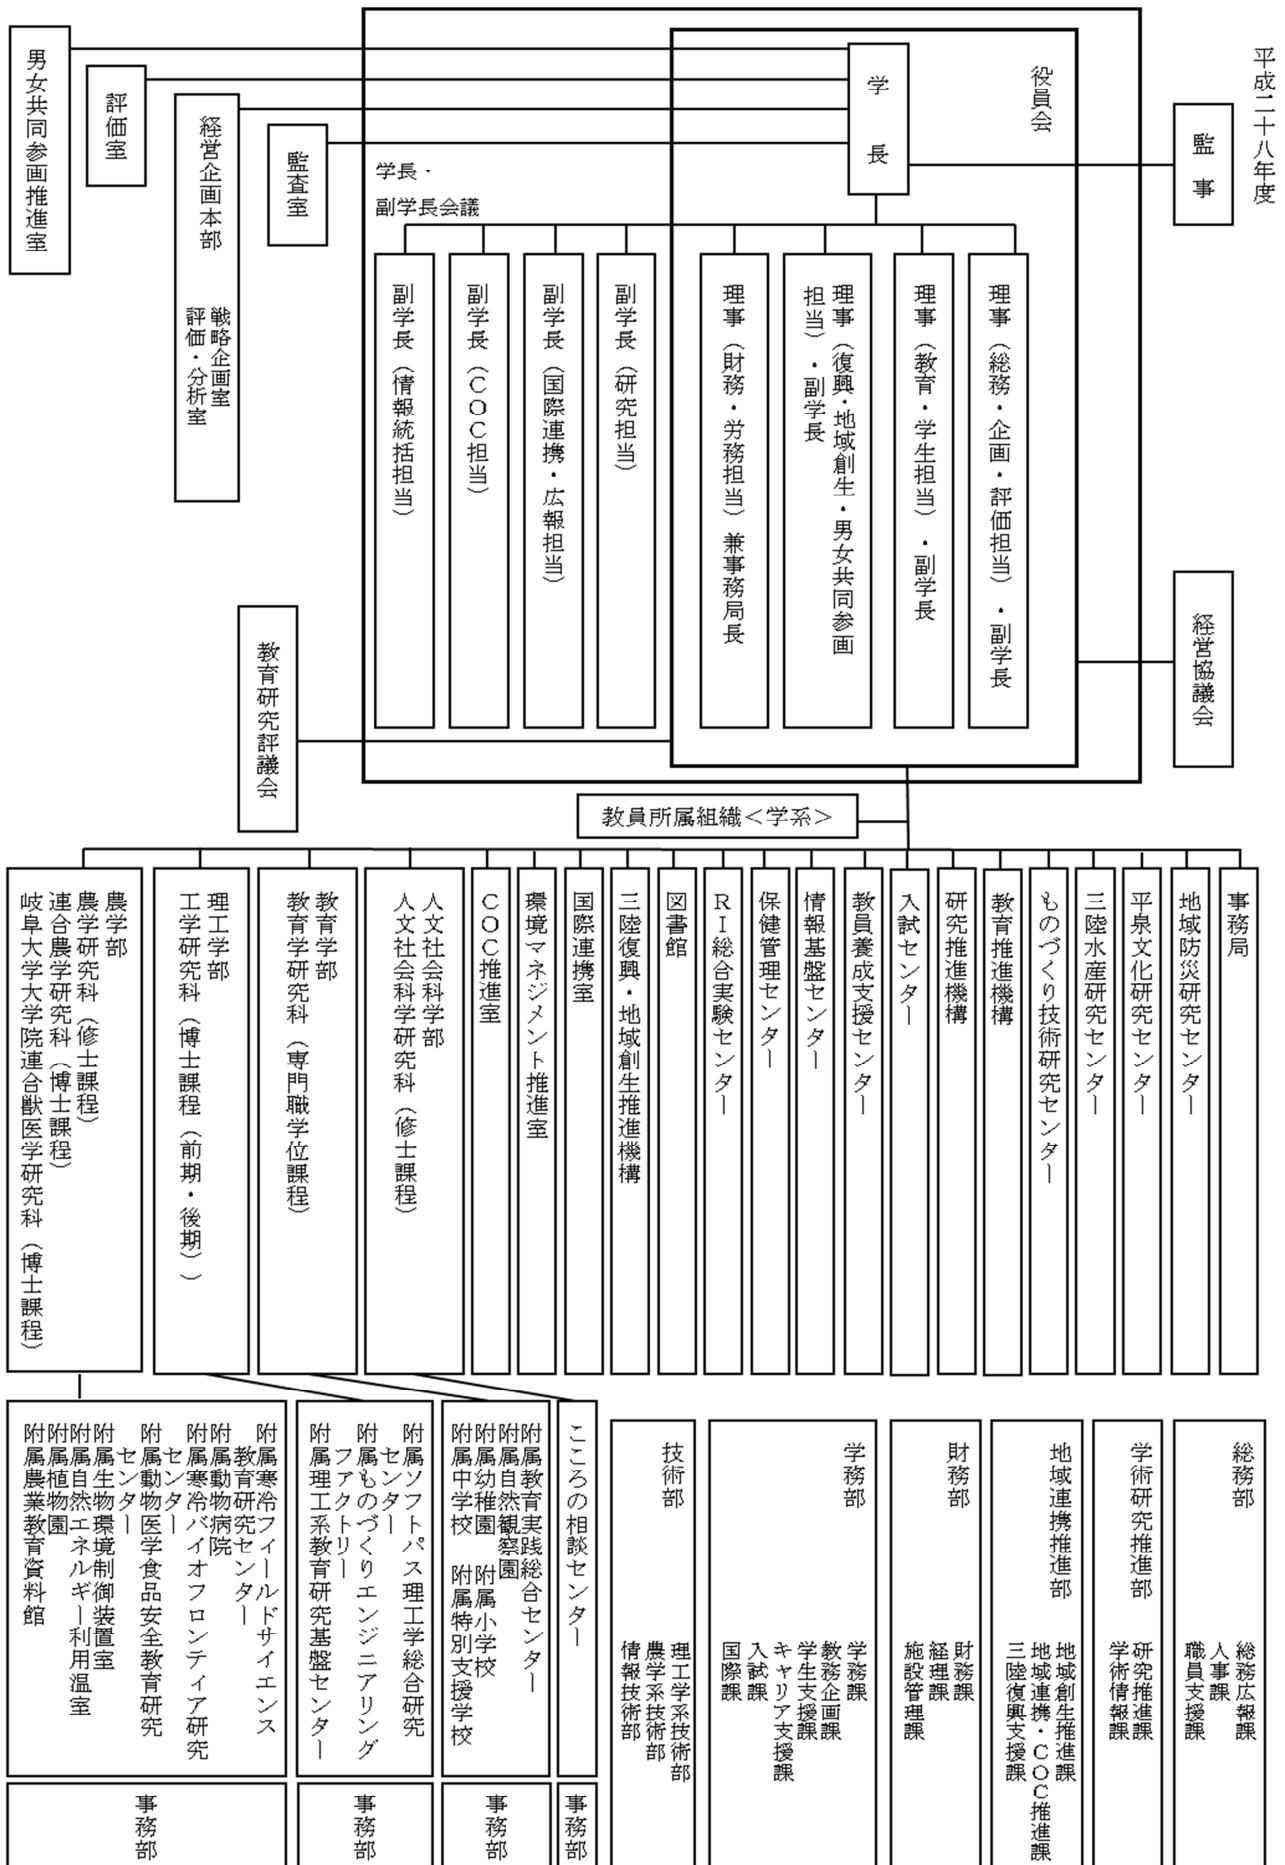 平成二十八年度
監事
役員会
学長
学長・
副学長会議
監査室
経営企画本部
戦略企画室
評価・分析室
評価室
男女共同参画推進室
理事（総務・企画・評価担当）・副学長
理事（教育・学生担当）・副学長
理事（復興・地域創生・男女共同参画
担当）・副学長
理事（財務・労務担当）兼事務局長
副学長（研究担当）
副学長（国際連携・広報担当）
副学長（ＣＯＣ担当）
副学長（情報統括担当）
経営協議会
教育研究評議会
教員所属組織＜学系＞
事務局
地域防災研究センター
平泉文化研究センター
三陸水産研究センター
ものづくり技術研究センター
教育推進機構
研究推進機構
入試センター
教員養成支援センター
情報基盤センター
保健管理センター
ＲＩ総合実験センター
図書館
三陸復興・地域創生推進機構
国際連携室
環境マネジメント推進室
ＣＯＣ推進室
人文社会科学部
人文社会科学研究科（修士課程）
教育学部
教育学研究科（専門職学位課程）
理工学部
工学研究科（博士課程（前期・後期））
農学部
農学研究科（修士課程）
連合農学研究科（博士課程）
岐阜大学大学院連合獣医学研究科（博士課程）
総務部
総務広報課
人事課
職員支援課
学術研究推進部
研究推進課
学術情報課
地域連携推進部
地域創生推進課
地域連携・ＣＯＣ推進課
三陸復興支援課
財務部
財務課
経理課
施設管理課
学務部
学務課
教務企画課
学生支援課
キャリア支援課
入試課
国際課
技術部
理工学系技術部
農学系技術部
情報技術部
こころの相談センター
事務部
附属教育実践総合センター
附属自然観察園
附属幼稚園　附属小学校
附属中学校　附属特別支援学校
事務部
附属ソフトパス理工学総合研究
センター
附属ものづくりエンジニアリング
ファクトリー
附属理工系教育研究基盤センター
事務部
附属寒冷フィールドサイエンス
教育研究センター
附属動物病院
附属寒冷バイオフロンティア研究
センター
附属動物医学食品安全教育研究
センター
附属生物環境制御装置室
附属自然エネルギー利用温室
附属植物園
附属農業教育資料館
事務部